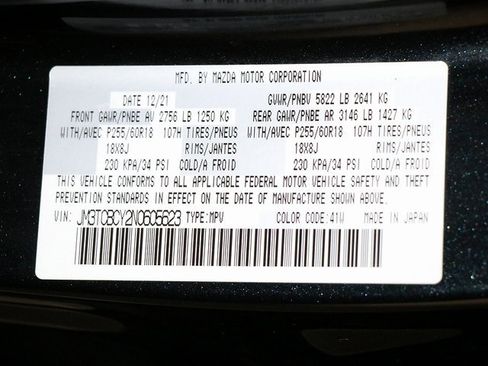 MFD. BY MAZDA MOTOR CORPORATION
DATE 12/21 GVWR/PNBV 5822 LB 2641 KG
FRONT GAWR/PNBE AV 2756 LB 1250 KG REAR GAWR/PNBE AR 3146 LB 1427 KG
WITH/AVEC P255/60R18 107H TIRES/PNEUS WITH/AVEC P255/60R18 107H TIRES/PNEUS
18X8J RIMS/JANTES 18X8J RIMS/JANTES
230 KPA/34 PSI COLD/A FROID 230 KPA/34 PSI COLD/A FROID
THIS VEHICLE CONFORMS TO ALL APPLICABLE FEDERAL MOTOR VEHICLE SAFETY AND THEFT
PREVENTION STANDARDS IN EFFECT ON THE DATE OF MANUFACTURE SHOWN ABOVE.
VIN: JM3TCBCY2N0605623 TYPE:MPV COLOR CODE:41W MADE IN JAPAN